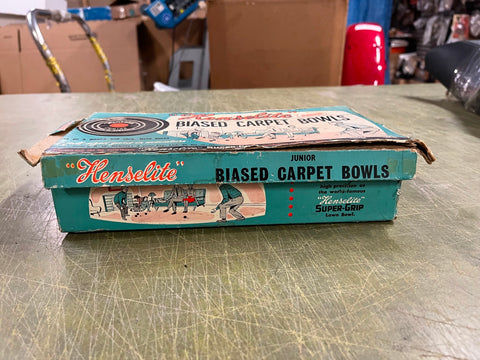 "Henselite"
BIASED CARPET BOWLS
"Henselite"
JUNIOR
BIASED CARPET BOWLS
high precision as
the world-famous
"Henselite"
SUPER-GRIP
Lawn Bowl.